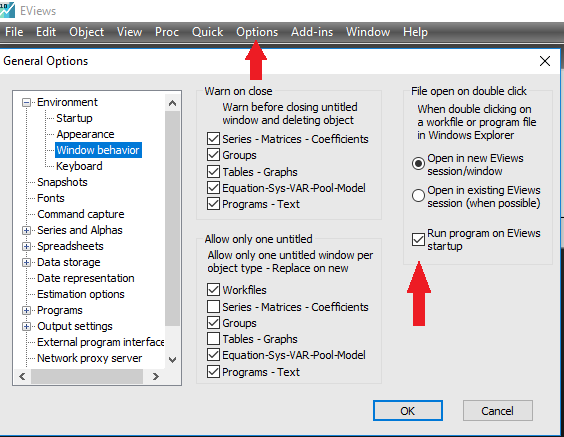 10
EViews
File Edit Object View Proc Quick Options Add-ins Window Help
General Options
Environment
Startup
Appearance
Window behavior
Keyboard
Snapshots
Fonts
Command capture
Series and Alphas
Spreadsheets
Data storage
Date representation
Estimation options
Programs
Output settings
External program interface
Network proxy server
Warn on close
Warn before closing untitled
window and deleting object
Series - Matrices - Coefficients
Groups
Tables - Graphs
Equation-Sys-VAR-Pool-Model
Programs - Text
Allow only one untitled
Allow only one untitled window per
object type - Replace on new
Workfiles
Series - Matrices - Coefficients
Groups
Tables - Graphs
Equation-Sys-VAR-Pool-Model
Programs - Text
File open on double click
When double clicking on
a workfile or program file
in Windows Explorer
Open in new EViews
session/window
Open in existing EViews
session (when possible)
Run program on EViews
startup
OK
Cancel